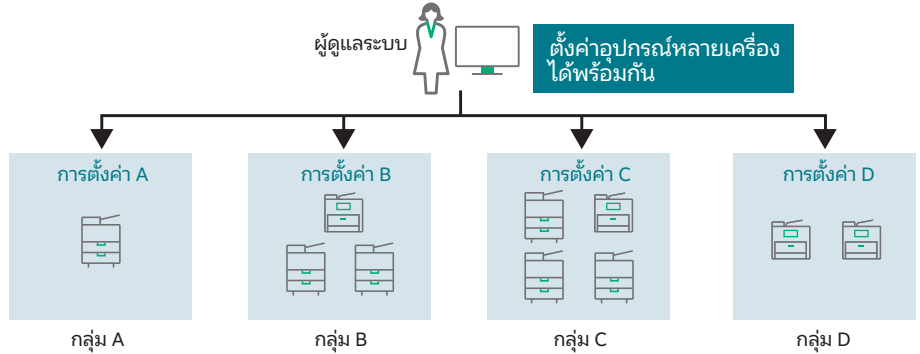 ผู้ดูแลระบบ
ตั้งค่าอุปกรณ์หลายเครื่อง
ได้พร้อมกัน
การตั้งค่า A
การตั้งค่า B
การตั้งค่า C
การตั้งค่า D
กลุ่ม A
กลุ่ม B
กลุ่ม C
กลุ่ม D